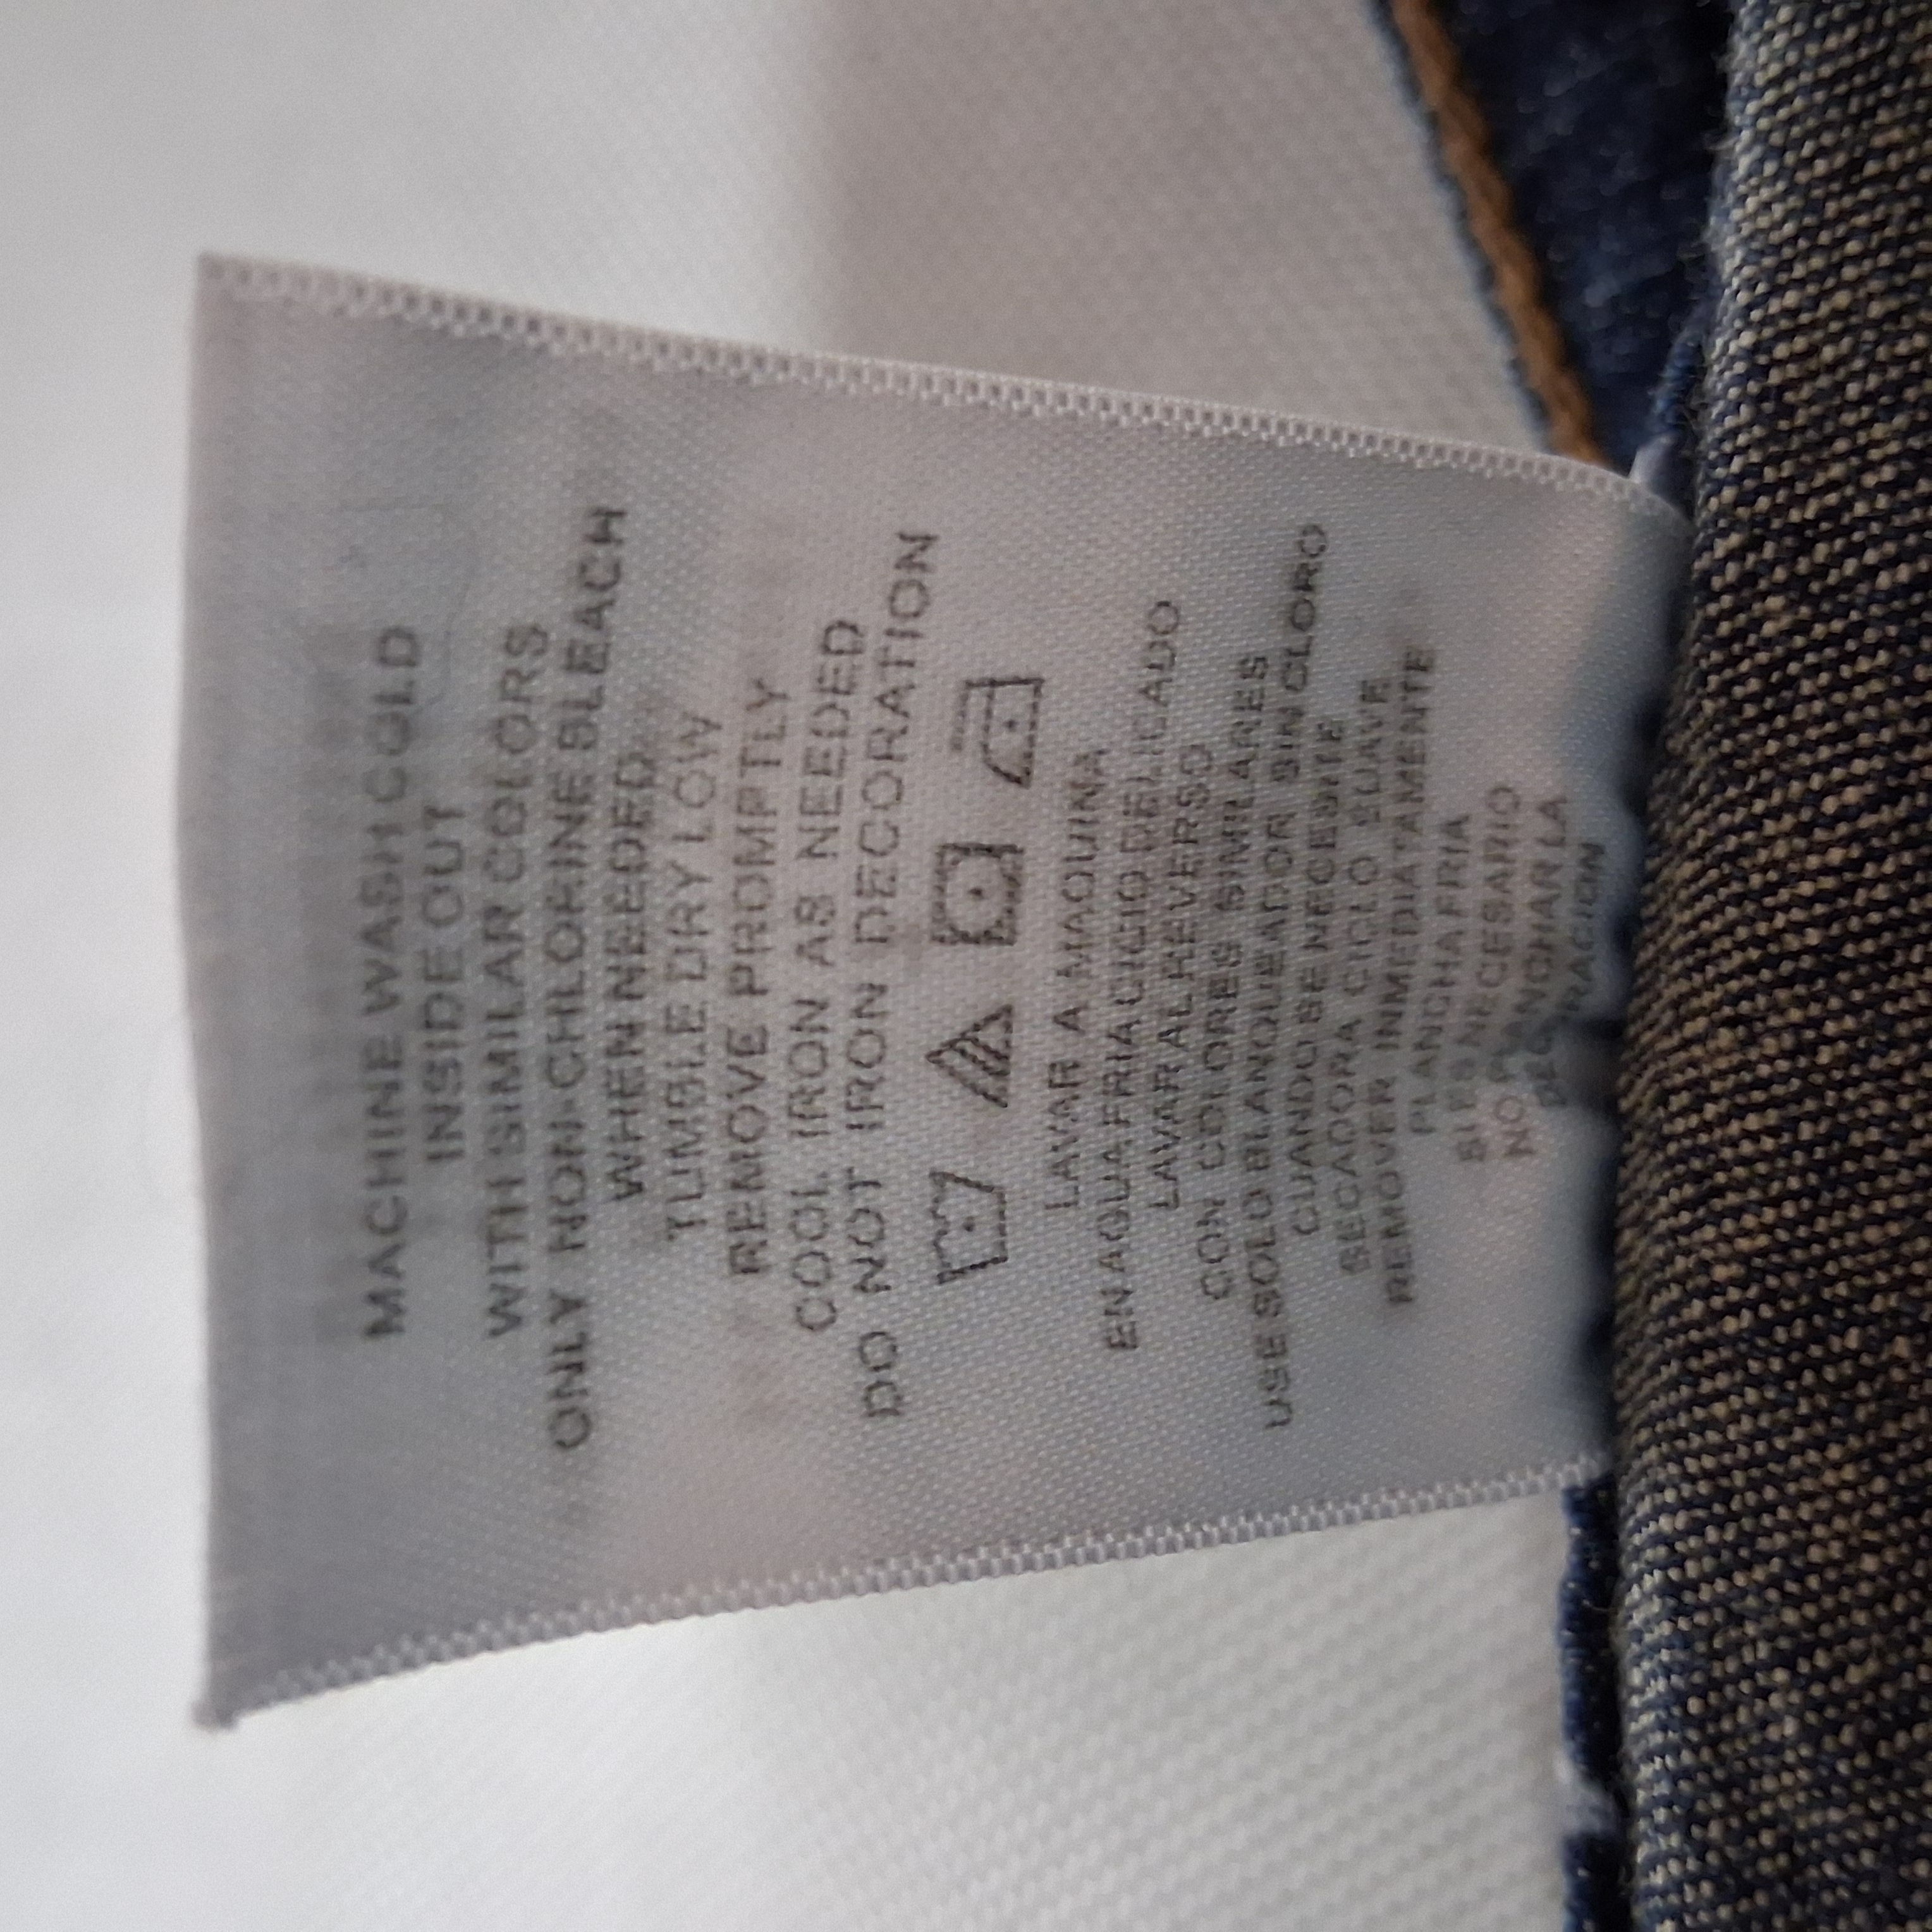 MACHINE WASH COLD
INSIDE OUT
WITH SIMILAR COLORS
ONLY NON-CHLORINE BLEACH
WHEN NEEDED
TUMBLE DRY LOW
REMOVE PROMPTLY
COOL IRON AS NEEDED
DO NOT IRON DECORATION
LAVAR A MAQUINA
EN AQUA FRIA CICIO DELICADO
LAVAR AL REVERSO
CON COLORES SIMILARES
USE SOLO BLANQUEADOR SIN CLORO
CUANDO SE NECESITE
SECADORA CICLO SUAVE
REMOVER INMEDIATAMENTE
PLANCHA FRIA
SI ES NECESARIO
NO PLANCHAR LA
DECORACION